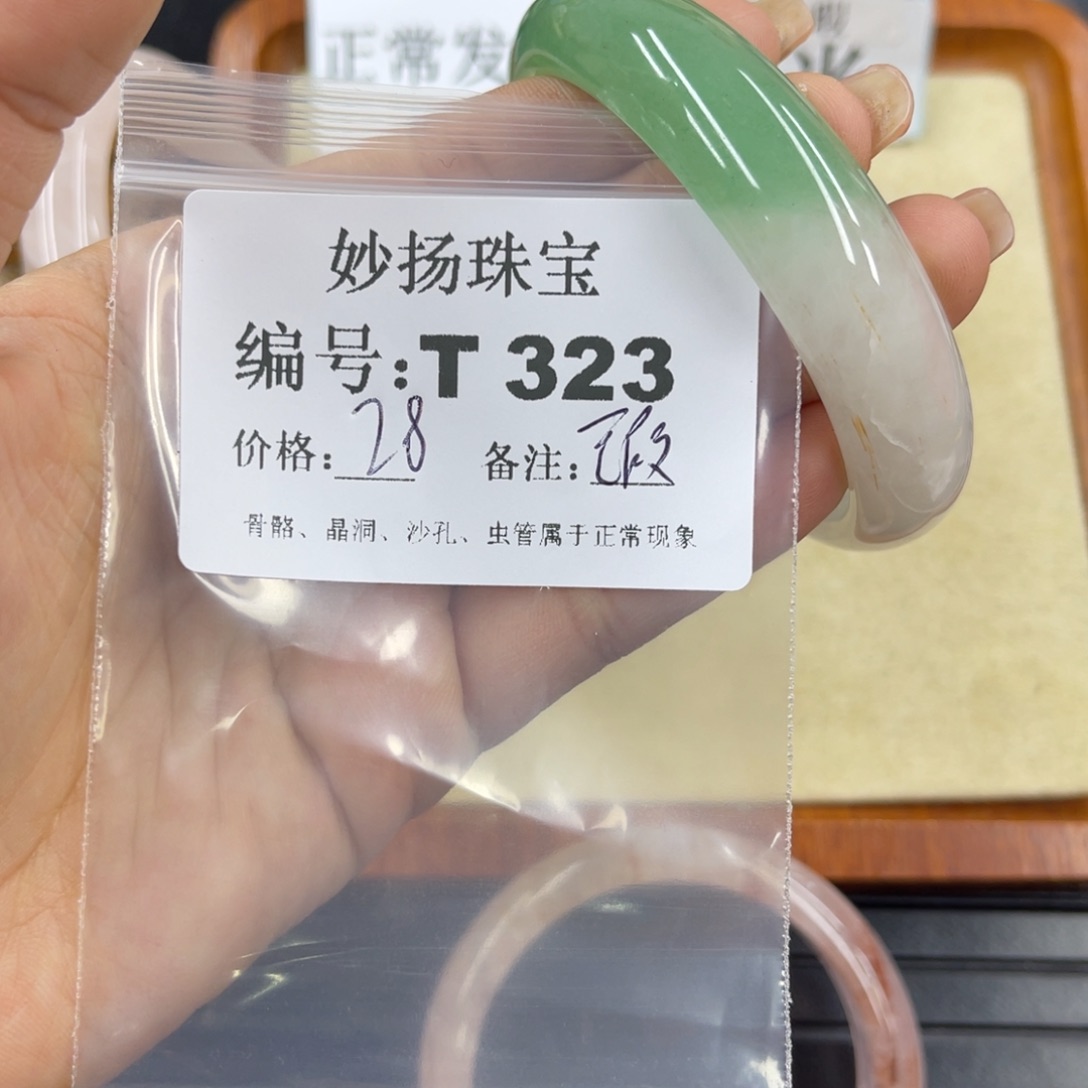 正常发
妙扬珠宝
编号:T 323
价格:28 备注:
骨骼、晶洞、沙孔、虫管属于正常现象